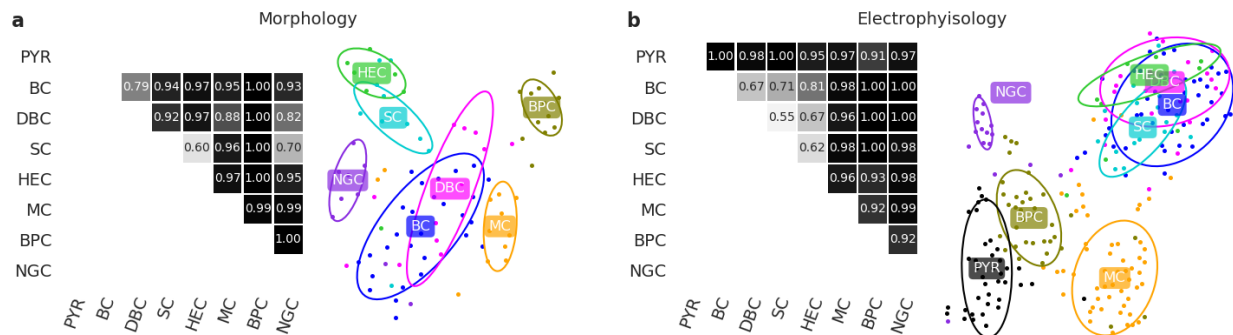 a Morphology
PYR
BC 0.79 0.94 0.97 0.95 1.00 0.93
DBC 0.92 0.97 0.88 1.00 0.82
SC 0.60 0.96 1.00 0.70
HEC 0.97 1.00 0.95
MC 0.99 0.99
BPC 1.00
NGC
PYR BC DBC SC HEC MC BPC NGC
HEC
BPC
SC
NGC
DBC
BC
MC
b Electrophyisology
PYR 1.00 0.98 1.00 0.95 0.97 0.91 0.97
BC 0.67 0.71 0.81 0.98 1.00 1.00
DBC 0.55 0.67 0.96 1.00 1.00
SC 0.62 0.98 1.00 0.98
HEC 0.96 0.93 0.98
MC 0.92 0.99
BPC 0.92
NGC
PYR BC DBC SC HEC MC BPC NGC
HEC
NGC
BC
SC
BPC
PYR
MC